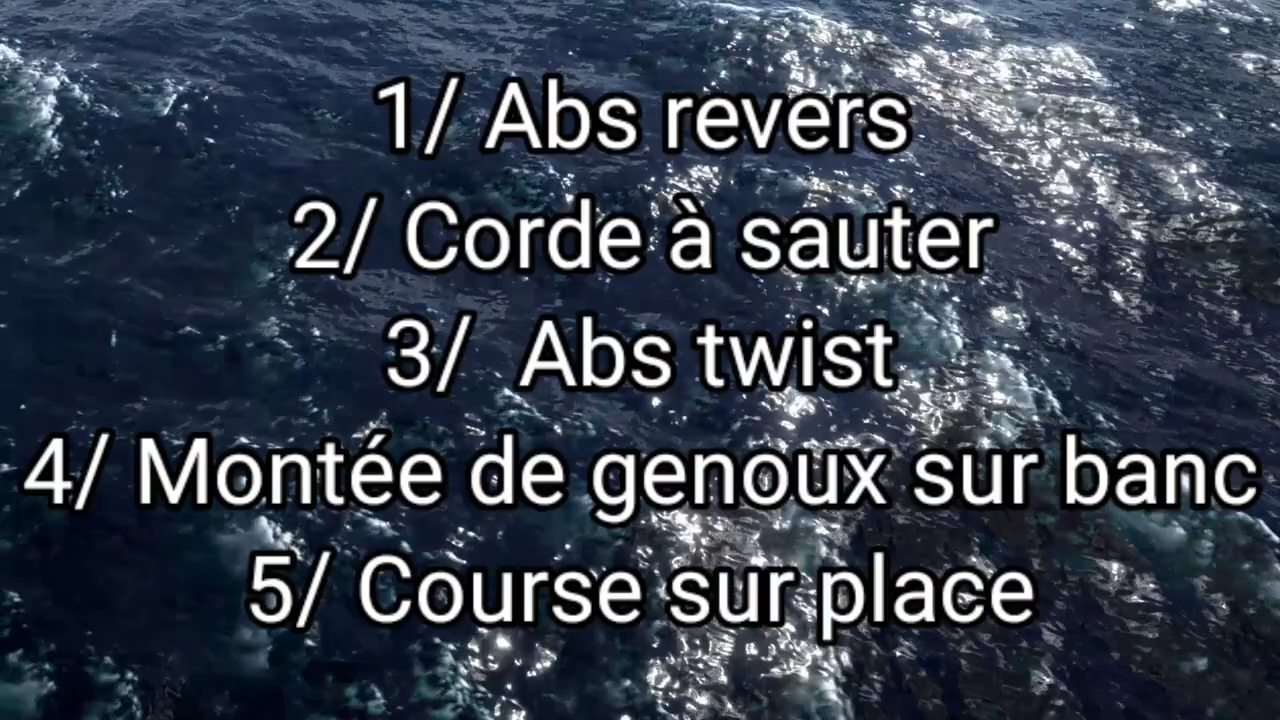 1/ Abs revers
2/ Corde à sauter
3/  Abs twist
4/ Montée de genoux sur banc
5/ Course sur place